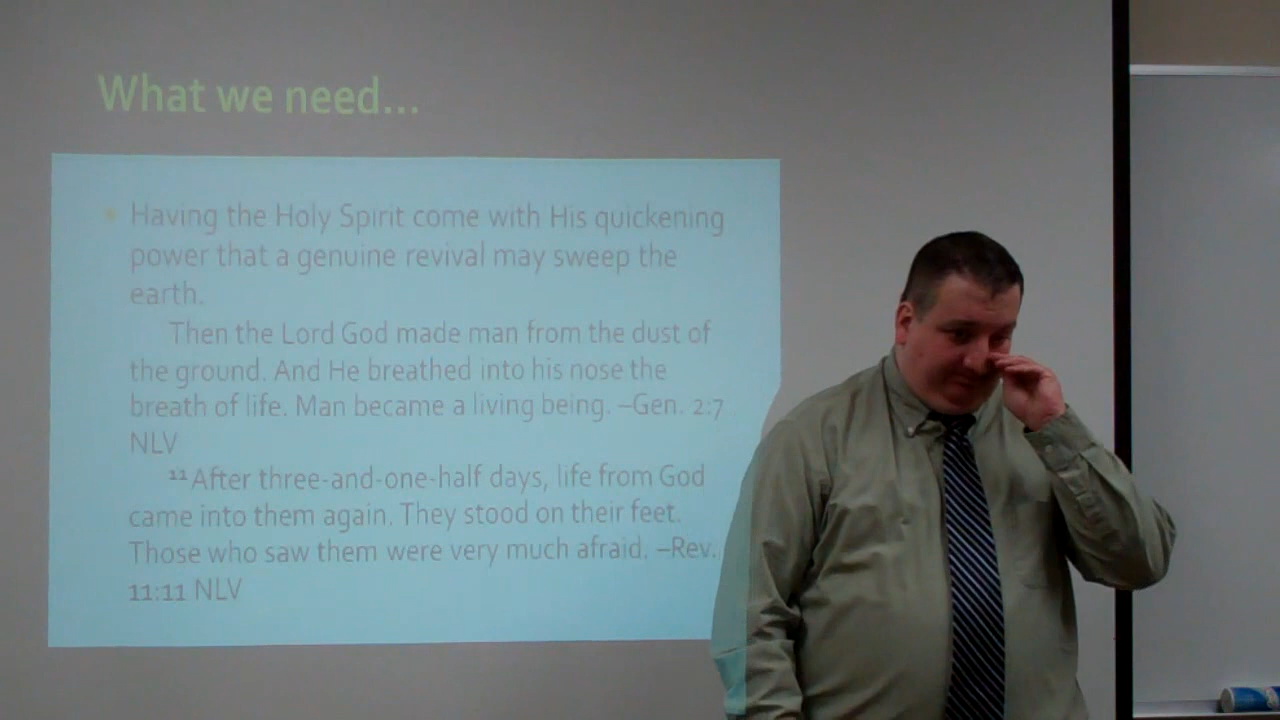 What we need...
Having the Holy Spirit come with His quickening
power that a genuine revival may sweep the
earth.
Then the Lord God made man from the dust of
the ground. And He breathed into his nose the
breath of life. Man became a living being. –Gen. 2:7
NLV
¹¹ After three-and-one-half days, life from God
came into them again. They stood on their feet.
Those who saw them were very much afraid. –Rev.
11:11 NLV